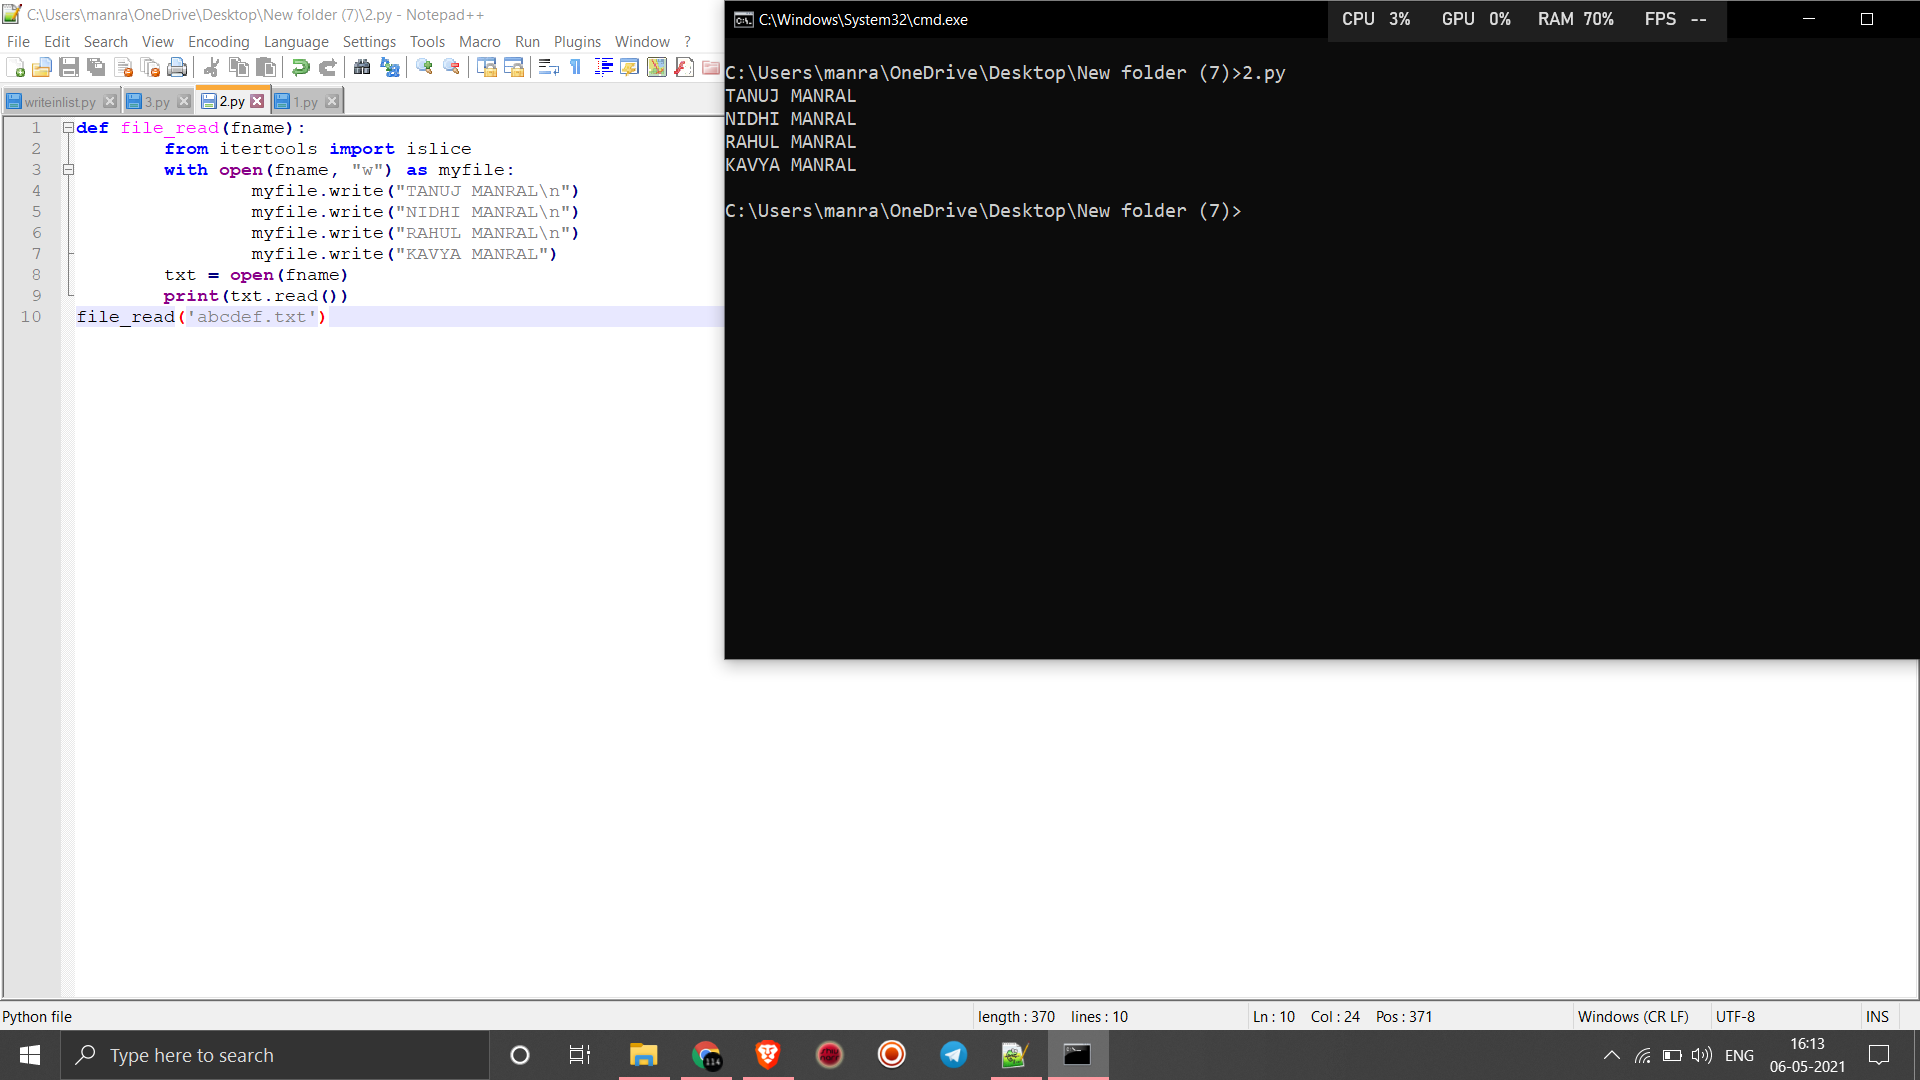 C:\Users\manra\OneDrive\Desktop\New folder (7)\2.py - Notepad++
File Edit Search View Encoding Language Settings Tools Macro Run Plugins Window ?
writeinlist.py 3.py 2.py 1.py
1 def file_read(fname):
2 from itertools import islice
3 with open(fname, "w") as myfile:
4 myfile.write("TANUJ MANRAL\n")
5 myfile.write("NIDHI MANRAL\n")
6 myfile.write("RAHUL MANRAL\n")
7 myfile.write("KAVYA MANRAL")
8 txt = open(fname)
9 print(txt.read())
10 file_read('abcdef.txt')
C:\Windows\System32\cmd.exe
CPU 3% GPU 0% RAM 70% FPS --
C:\Users\manra\OneDrive\Desktop\New folder (7)>2.py
TANUJ MANRAL
NIDHI MANRAL
RAHUL MANRAL
KAVYA MANRAL
C:\Users\manra\OneDrive\Desktop\New folder (7)>
Python file length : 370 lines : 10 Ln : 10 Col : 24 Pos : 371 Windows (CR LF) UTF-8 INS
Type here to search
114
ENG
16:13
06-05-2021